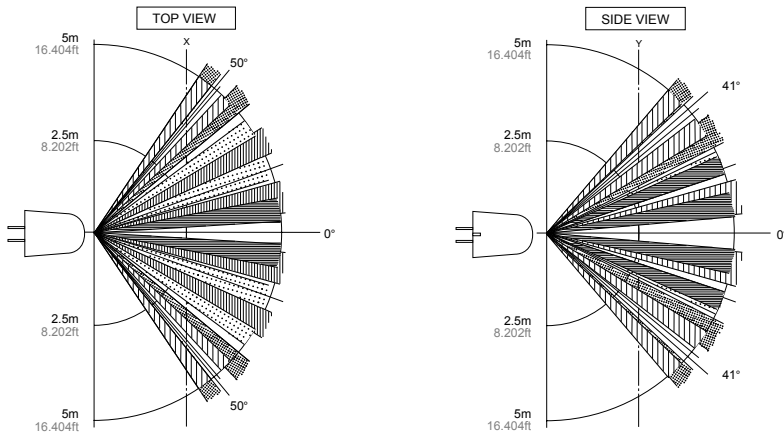 TOP VIEW
5m
16.404ft
X
50°
2.5m
8.202ft
0°
2.5m
8.202ft
50°
5m
16.404ft
SIDE VIEW
5m
16.404ft
Y
41°
2.5m
8.202ft
0°
2.5m
8.202ft
41°
5m
16.404ft